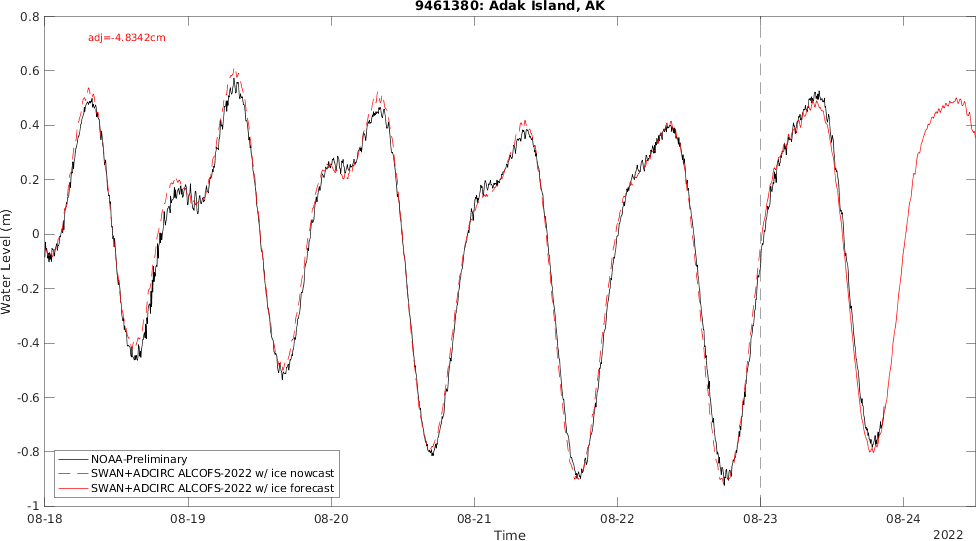 9461380: Adak Island, AK
adj=-4.8342cm
0.8
0.6
0.4
0.2
0
-0.2
-0.4
-0.6
-0.8
-1
Water Level (m)
NOAA-Preliminary
SWAN+ADCIRC ALCOFS-2022 w/ ice nowcast
SWAN+ADCIRC ALCOFS-2022 w/ ice forecast
08-18 08-19 08-20 08-21 08-22 08-23 08-24
Time
2022